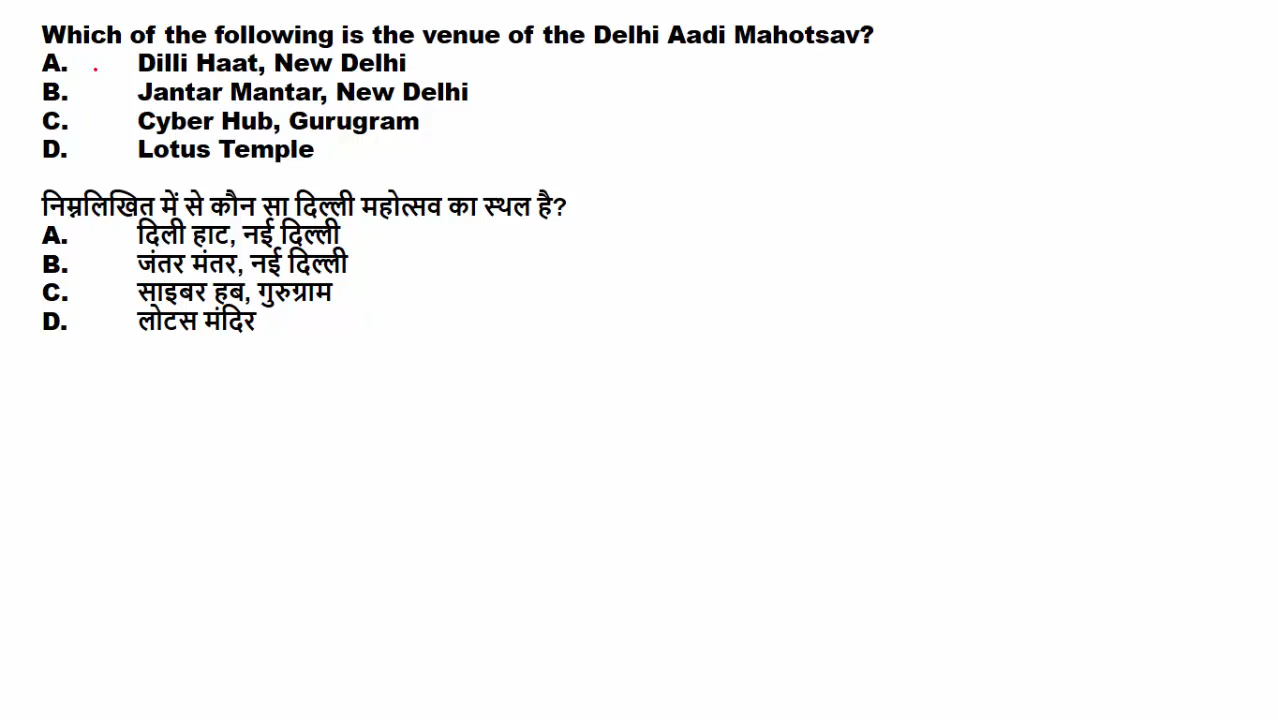 Which of the following is the venue of the Delhi Aadi Mahotsav?
A. Dilli Haat, New Delhi
B. Jantar Mantar, New Delhi
C. Cyber Hub, Gurugram
D. Lotus Temple
निम्नलिखित में से कौन सा दिल्ली महोत्सव का स्थल है?
A. दिली हाट, नई दिल्ली
B. जंतर मंतर, नई दिल्ली
C. साइबर हब, गुरुग्राम
D. लोटस मंदिर